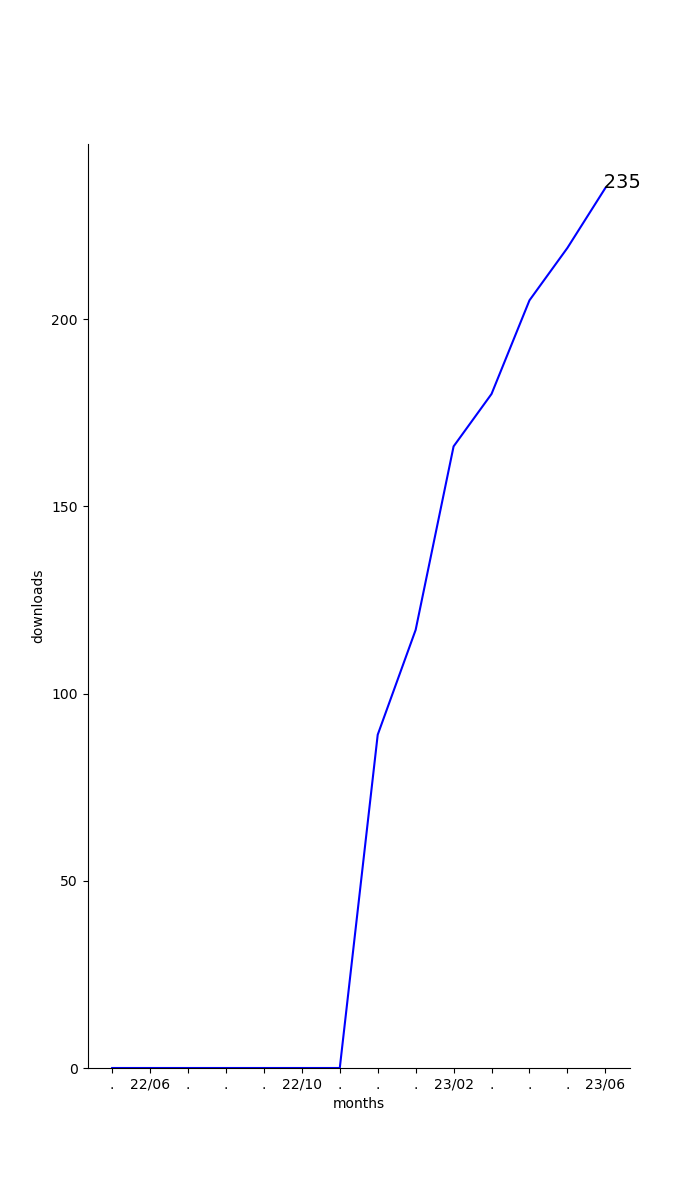 235
200
150
100
50
0
downloads
. 22/06 . . . 22/10 . . . 23/02 . . . 23/06
months